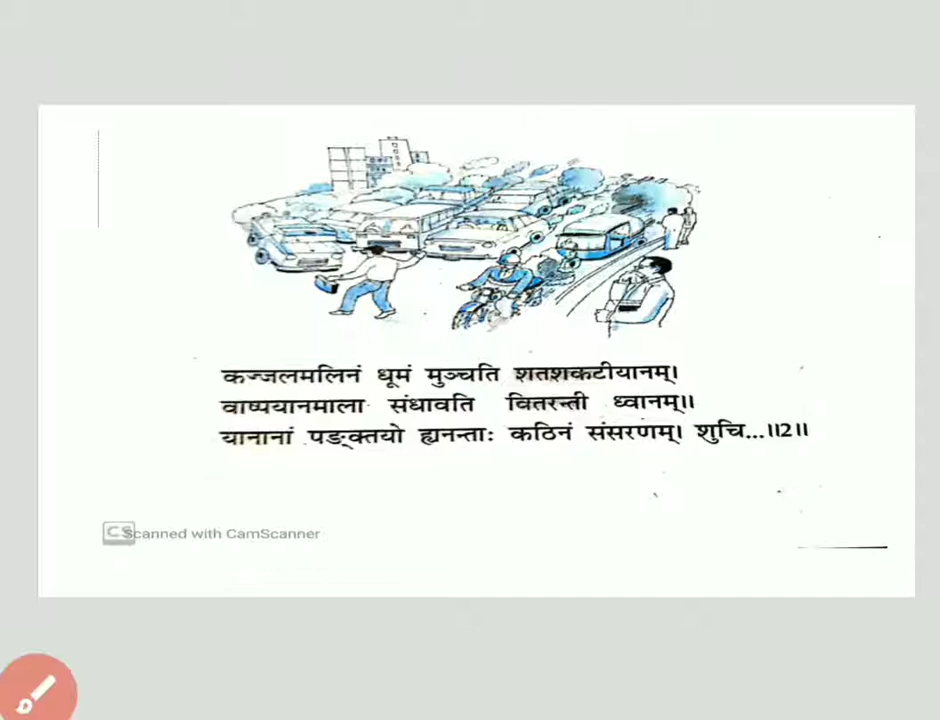 कज्जलमलिनं धूमं मुञ्चति शतशकटीयानम्।
वाष्पयानमाला संधावति वितरन्ती ध्वानम्॥
यानानां पङ्क्तयो ह्यनन्ताः कठिनं संसरणम्। शुचि...॥2॥
CS Scanned with CamScanner